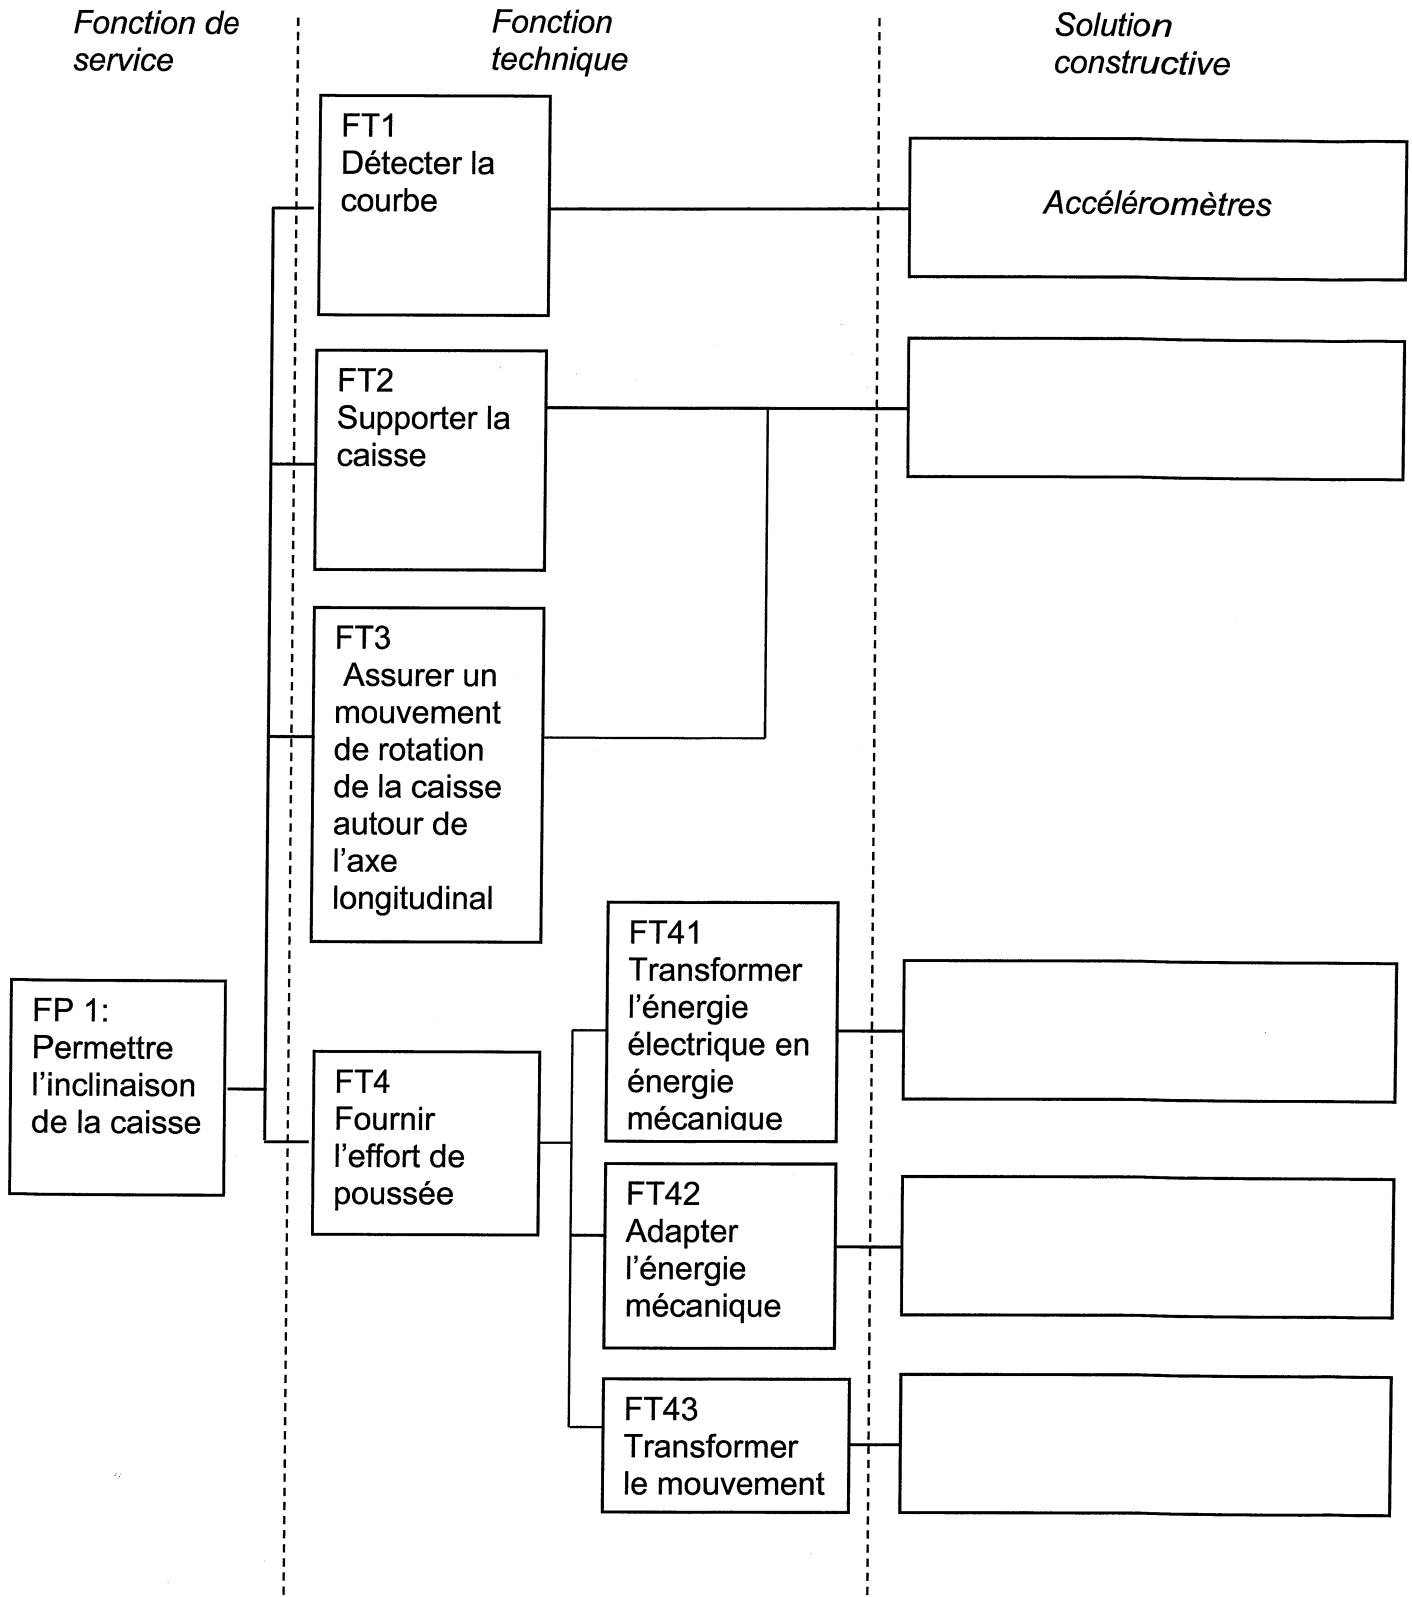 Fonction de
service
Fonction
technique
Solution
constructive
FT1
Détecter la
courbe
Accéléromètres
FT2
Supporter la
caisse
FT3
Assurer un
mouvement
de rotation
de la caisse
autour de
l'axe
longitudinal
FP 1:
Permettre
l'inclinaison
de la caisse
FT4
Fournir
l'effort de
poussée
FT41
Transformer
l'énergie
électrique en
énergie
mécanique
FT42
Adapter
l'énergie
mécanique
FT43
Transformer
le mouvement